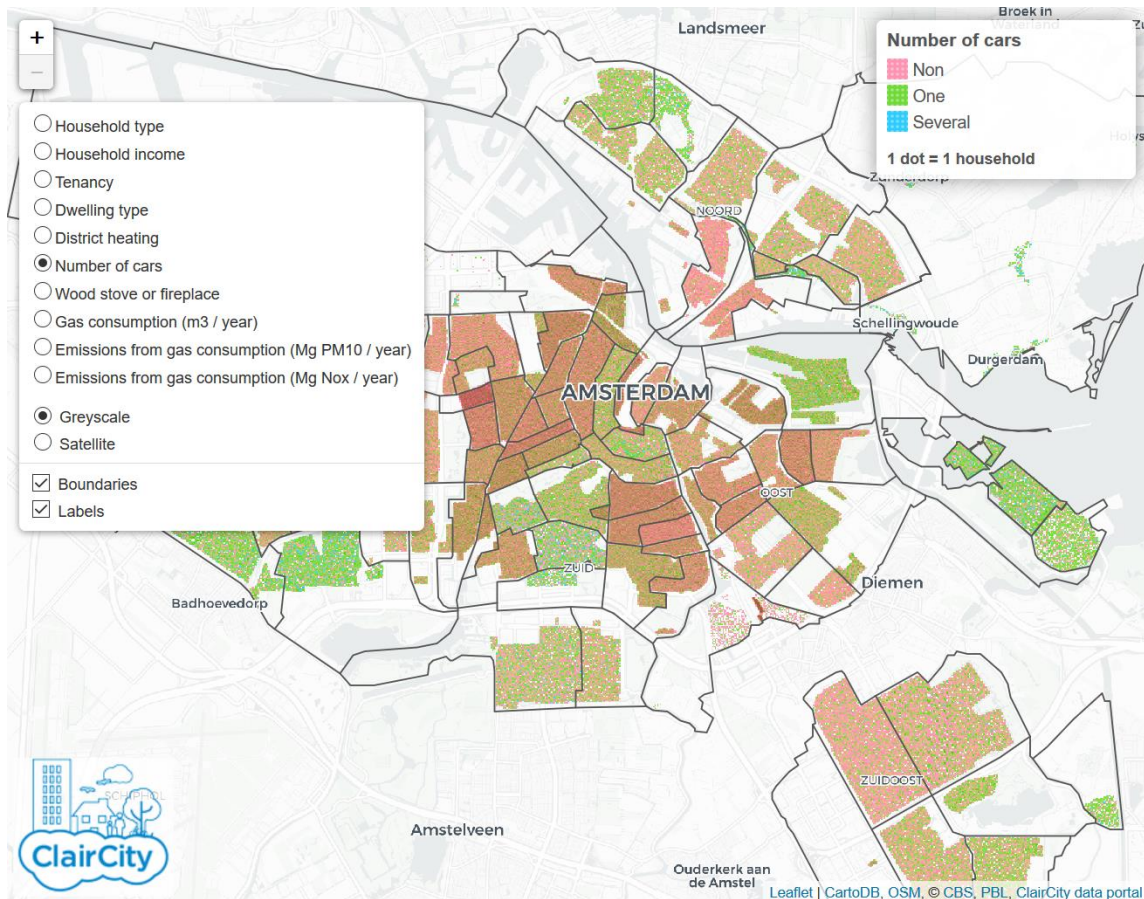 +
−
Household type
Household income
Tenancy
Dwelling type
District heating
Number of cars
Wood stove or fireplace
Gas consumption (m3 / year)
Emissions from gas consumption (Mg PM10 / year)
Emissions from gas consumption (Mg Nox / year)
Greyscale
Satellite
Boundaries
Labels
Number of cars
Non
One
Several
1 dot = 1 household
Landsmeer
Broek in
Waterland
Zunderdorp
NOORD
Schellingwoude
Durgerdam
AMSTERDAM
OOST
ZUID
Diemen
Badhoevedorp
ZUIDOOST
SCHIPHOL
Amstelveen
Ouderkerk aan
de Amstel
ClairCity
Leaflet | CartoDB, OSM, © CBS, PBL, ClairCity data portal